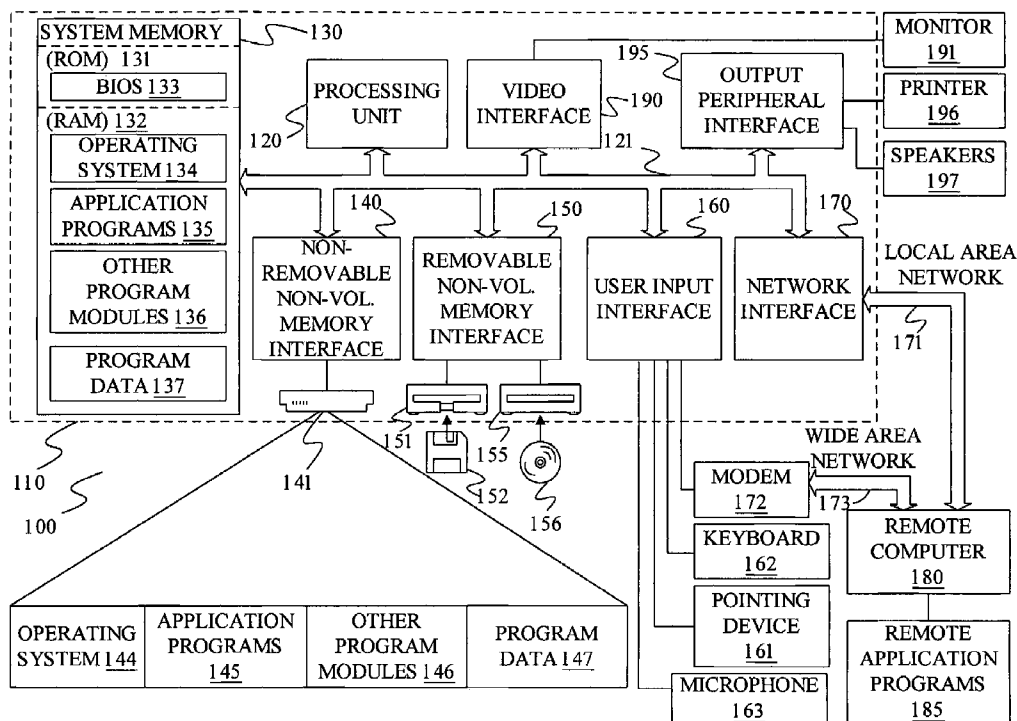 SYSTEM MEMORY
130
(ROM) 131
BIOS 133
(RAM) 132
OPERATING
SYSTEM 134
APPLICATION
PROGRAMS 135
OTHER
PROGRAM
MODULES 136
PROGRAM
DATA 137
PROCESSING
UNIT
120
VIDEO
INTERFACE
190
121
195
OUTPUT
PERIPHERAL
INTERFACE
MONITOR
191
PRINTER
196
SPEAKERS
197
140
NON-
REMOVABLE
NON-VOL.
MEMORY
INTERFACE
150
REMOVABLE
NON-VOL.
MEMORY
INTERFACE
160
USER INPUT
INTERFACE
170
NETWORK
INTERFACE
LOCAL AREA
NETWORK
171
141
151
152
155
156
110
100
WIDE AREA
NETWORK
173
MODEM
172
KEYBOARD
162
POINTING
DEVICE
161
MICROPHONE
163
REMOTE
COMPUTER
180
REMOTE
APPLICATION
PROGRAMS
185
OPERATING
SYSTEM 144
APPLICATION
PROGRAMS
145
OTHER
PROGRAM
MODULES 146
PROGRAM
DATA 147